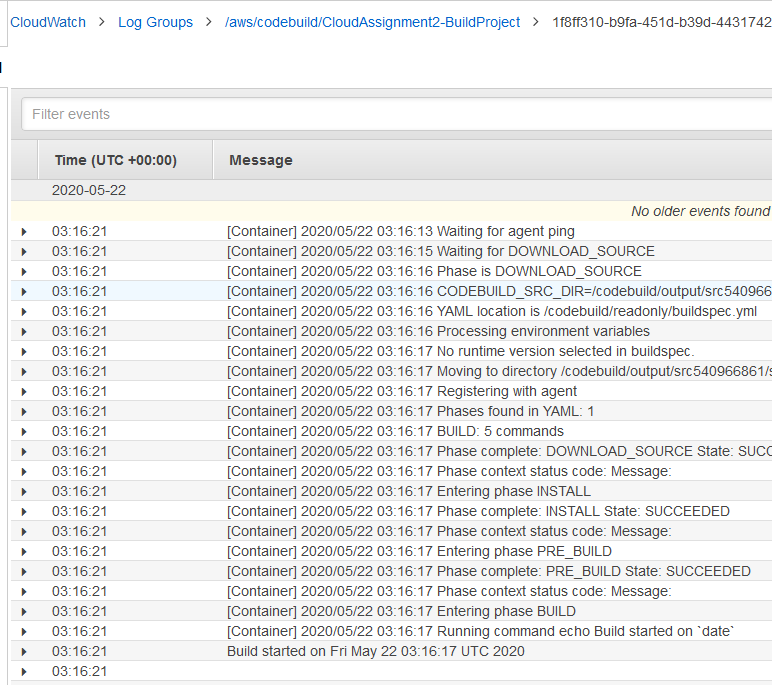 CloudWatch > Log Groups > /aws/codebuild/CloudAssignment2-BuildProject > 1f8ff310-b9fa-451d-b39d-4431742
Filter events
Time (UTC +00:00) Message
2020-05-22
No older events found
03:16:21 [Container] 2020/05/22 03:16:13 Waiting for agent ping
03:16:21 [Container] 2020/05/22 03:16:15 Waiting for DOWNLOAD_SOURCE
03:16:21 [Container] 2020/05/22 03:16:16 Phase is DOWNLOAD_SOURCE
03:16:21 [Container] 2020/05/22 03:16:16 CODEBUILD_SRC_DIR=/codebuild/output/src540966
03:16:21 [Container] 2020/05/22 03:16:16 YAML location is /codebuild/readonly/buildspec.yml
03:16:21 [Container] 2020/05/22 03:16:16 Processing environment variables
03:16:21 [Container] 2020/05/22 03:16:17 No runtime version selected in buildspec.
03:16:21 [Container] 2020/05/22 03:16:17 Moving to directory /codebuild/output/src540966861/s
03:16:21 [Container] 2020/05/22 03:16:17 Registering with agent
03:16:21 [Container] 2020/05/22 03:16:17 Phases found in YAML: 1
03:16:21 [Container] 2020/05/22 03:16:17 BUILD: 5 commands
03:16:21 [Container] 2020/05/22 03:16:17 Phase complete: DOWNLOAD_SOURCE State: SUCC
03:16:21 [Container] 2020/05/22 03:16:17 Phase context status code: Message:
03:16:21 [Container] 2020/05/22 03:16:17 Entering phase INSTALL
03:16:21 [Container] 2020/05/22 03:16:17 Phase complete: INSTALL State: SUCCEEDED
03:16:21 [Container] 2020/05/22 03:16:17 Phase context status code: Message:
03:16:21 [Container] 2020/05/22 03:16:17 Entering phase PRE_BUILD
03:16:21 [Container] 2020/05/22 03:16:17 Phase complete: PRE_BUILD State: SUCCEEDED
03:16:21 [Container] 2020/05/22 03:16:17 Phase context status code: Message:
03:16:21 [Container] 2020/05/22 03:16:17 Entering phase BUILD
03:16:21 [Container] 2020/05/22 03:16:17 Running command echo Build started on `date`
03:16:21 Build started on Fri May 22 03:16:17 UTC 2020
03:16:21